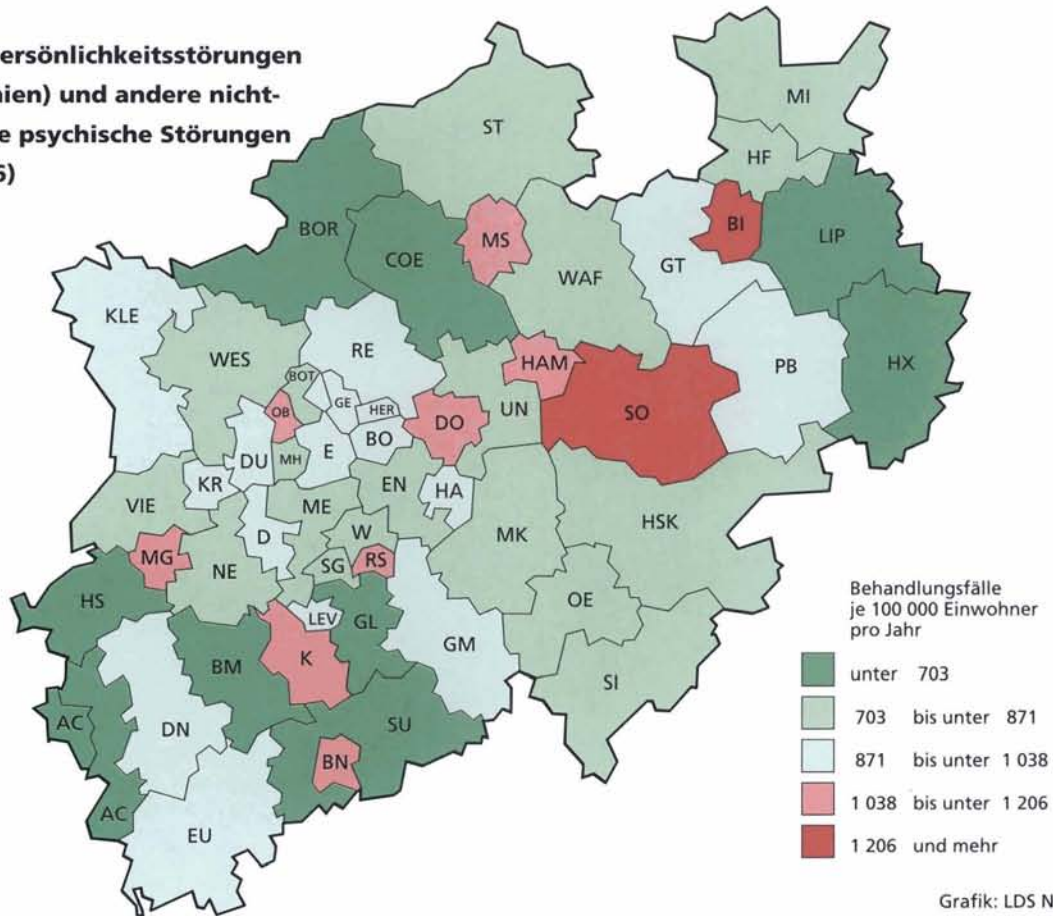 ersönlichkeitsstörungen
nien) und andere nicht-
e psychische Störungen
6)
MI
ST
HF
BOR
MS
BI
LIP
COE
GT
WAF
KLE
RE
WES
HAM
PB
HX
BOT
GE
HER
OB
DO
UN
SO
BO
E
MH
DU
KR
EN
HA
VIE
ME
HSK
D
W
MK
MG
SG
RS
NE
HS
OE
LEV
GL
GM
K
BM
SI
AC
DN
SU
BN
AC
EU
Behandlungsfälle
je 100 000 Einwohner
pro Jahr
unter 703
703 bis unter 871
871 bis unter 1 038
1 038 bis unter 1 206
1 206 und mehr
Grafik: LDS N